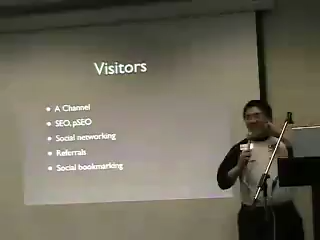 Visitors
• A Channel
• SEO, pSEO
• Social networking
• Referrals
• Social bookmarking